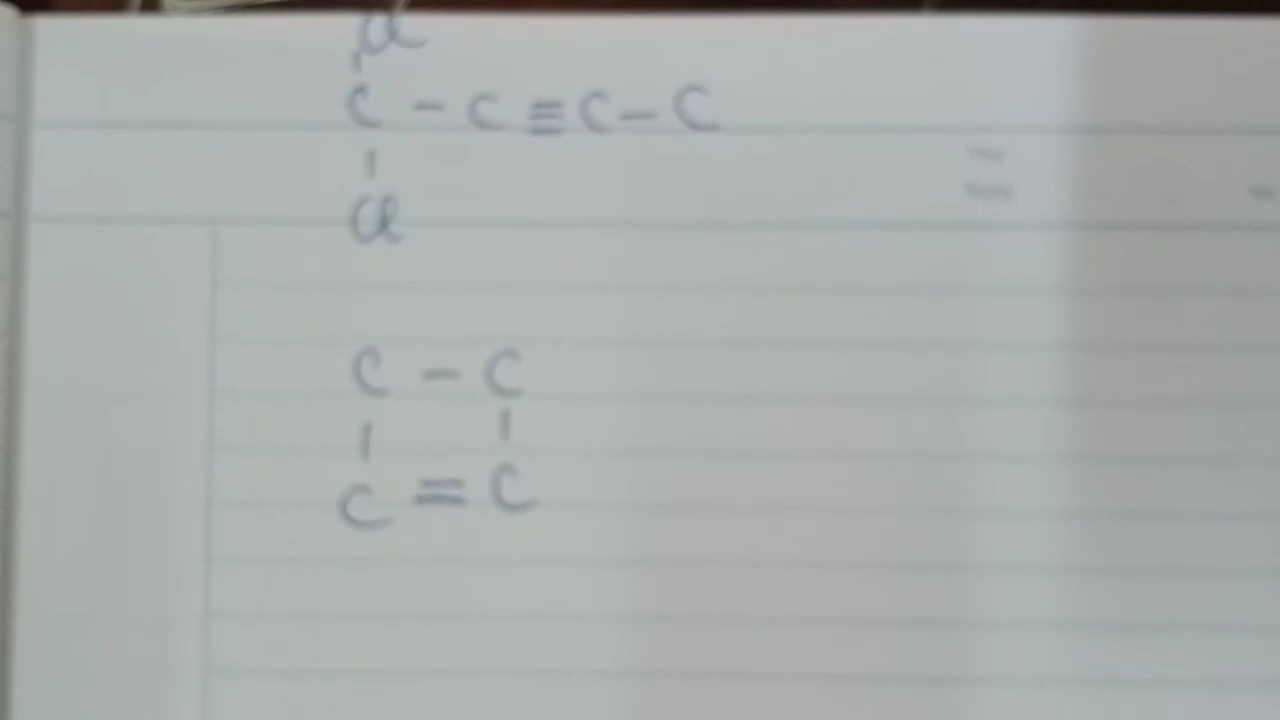 Cl
|
C - C ≡ C - C
|
Cl
C - C
| |
C = C